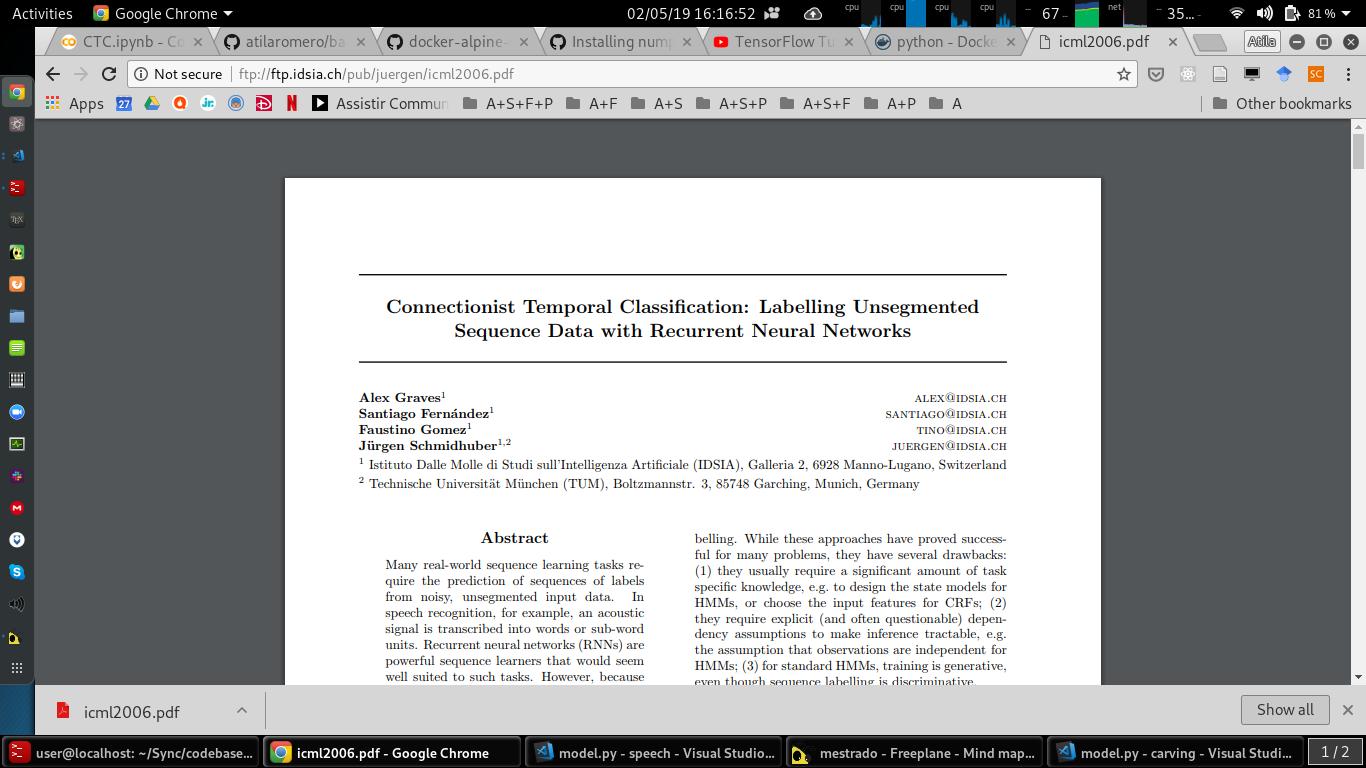 Activities Google Chrome 02/05/19 16:16:52 cpu cpu cpu cpu 67 net 35... 81 %
CTC.ipynb - Co atilaromero/ba docker-alpine- Installing num TensorFlow Tu python - Docke icml2006.pdf Atila
Not secure ftp://ftp.idsia.ch/pub/juergen/icml2006.pdf SC
Apps 27 jr. N Assistir Commun A+S+F+P A+F A+S A+S+P A+S+F A+P A Other bookmarks
Connectionist Temporal Classification: Labelling Unsegmented
Sequence Data with Recurrent Neural Networks
Alex Graves1 ALEX@IDSIA.CH
Santiago Fernández1 SANTIAGO@IDSIA.CH
Faustino Gomez1 TINO@IDSIA.CH
Jürgen Schmidhuber1,2 JUERGEN@IDSIA.CH
1 Istituto Dalle Molle di Studi sull'Intelligenza Artificiale (IDSIA), Galleria 2, 6928 Manno-Lugano, Switzerland
2 Technische Universität München (TUM), Boltzmannstr. 3, 85748 Garching, Munich, Germany
Abstract
Many real-world sequence learning tasks re-
quire the prediction of sequences of labels
from noisy, unsegmented input data. In
speech recognition, for example, an acoustic
signal is transcribed into words or sub-word
units. Recurrent neural networks (RNNs) are
powerful sequence learners that would seem
well suited to such tasks. However, because
belling. While these approaches have proved success-
ful for many problems, they have several drawbacks:
(1) they usually require a significant amount of task
specific knowledge, e.g. to design the state models for
HMMs, or choose the input features for CRFs; (2)
they require explicit (and often questionable) depen-
dency assumptions to make inference tractable, e.g.
the assumption that observations are independent for
HMMs; (3) for standard HMMs, training is generative,
even though sequence labelling is discriminative.
icml2006.pdf Show all
user@localhost: ~/Sync/codebase... icml2006.pdf - Google Chrome model.py - speech - Visual Studio... mestrado - Freeplane - Mind map... model.py - carving - Visual Studi... 1 / 2